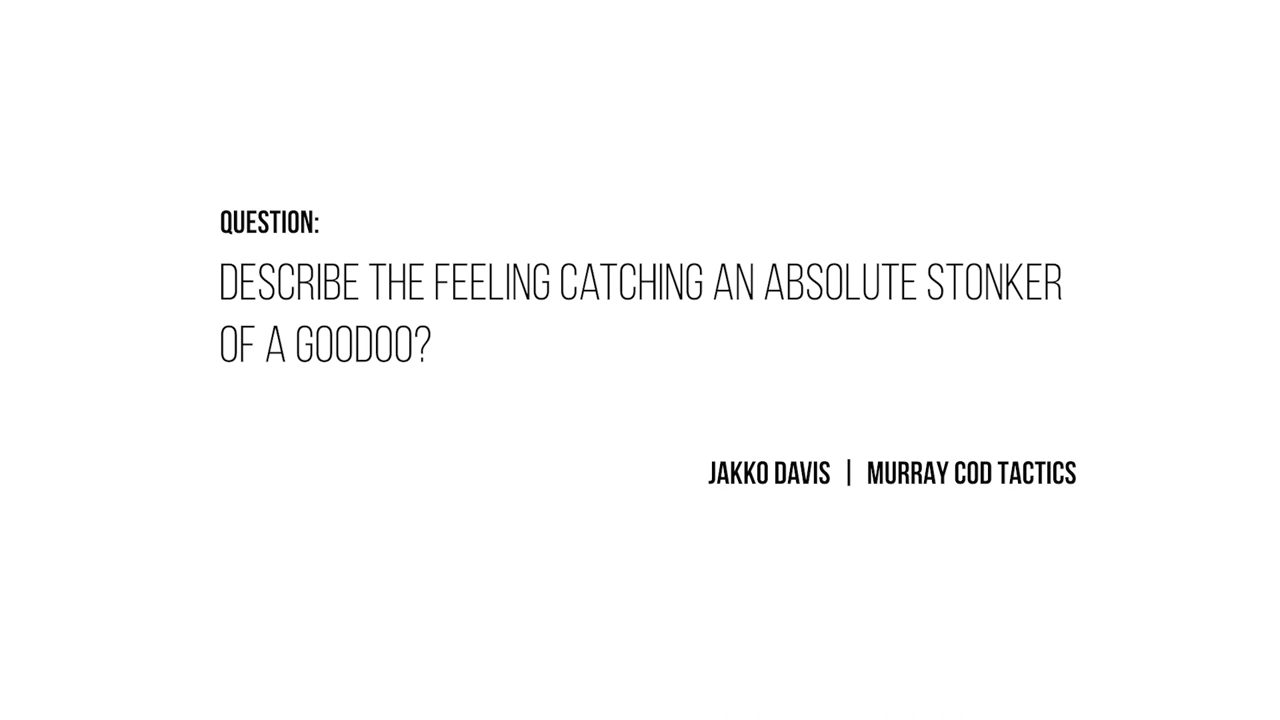 QUESTION:
DESCRIBE THE FEELING CATCHING AN ABSOLUTE STONKER
OF A GOODOO?
JAKKO DAVIS | MURRAY COD TACTICS